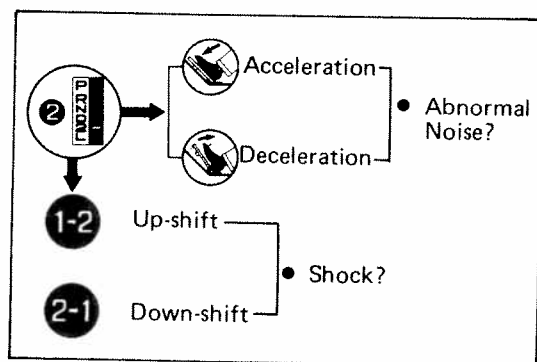 Acceleration
2
P
R
N
D
2
L
• Abnormal
Noise?
Deceleration
1-2 Up-shift
• Shock?
2-1 Down-shift